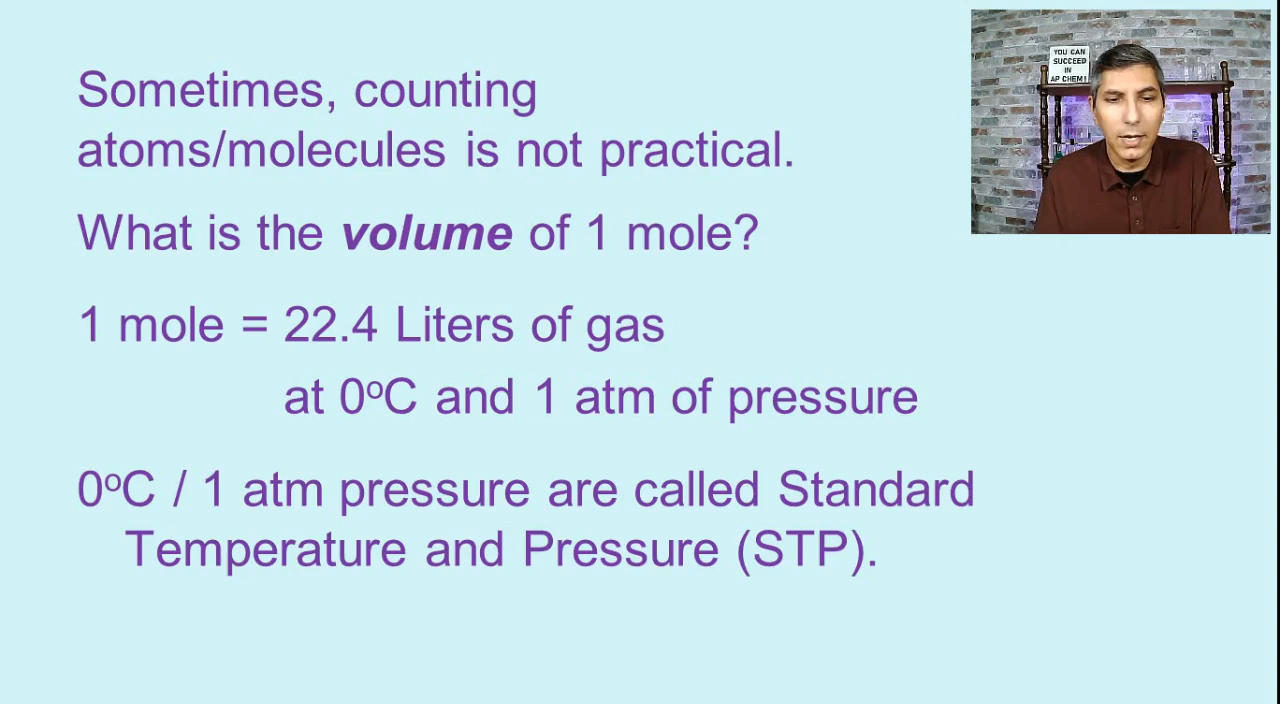 Sometimes, counting
atoms/molecules is not practical.
What is the volume of 1 mole?
1 mole = 22.4 Liters of gas
at 0°C and 1 atm of pressure
0°C / 1 atm pressure are called Standard
Temperature and Pressure (STP).
YOU CAN
SUCCEED
IN
AP CHEM!